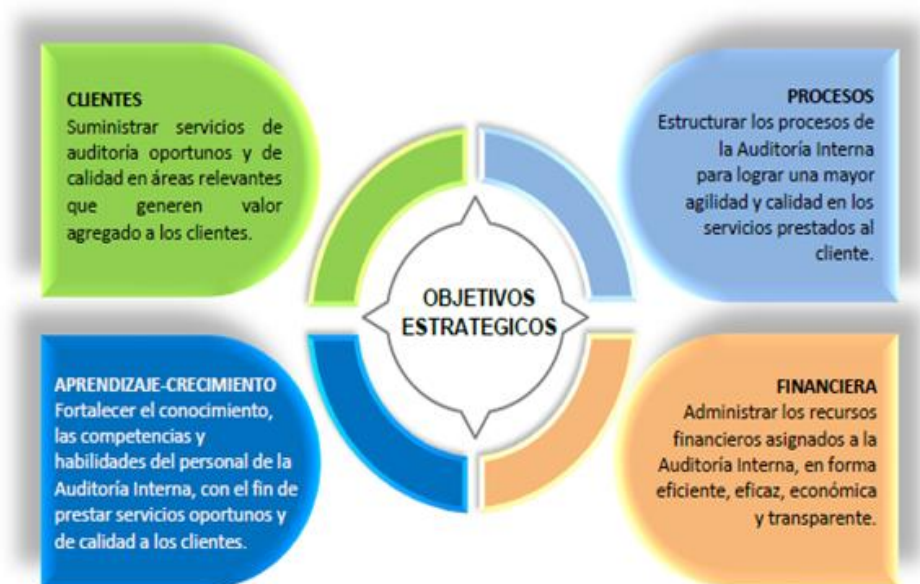 CLIENTES
Suministrar servicios de
auditoría oportunos y de
calidad en áreas relevantes
que generen valor
agregado a los clientes.
PROCESOS
Estructurar los procesos de
la Auditoría Interna
para lograr una mayor
agilidad y calidad en los
servicios prestados al
cliente.
OBJETIVOS
ESTRATEGICOS
APRENDIZAJE-CRECIMIENTO
Fortalecer el conocimiento,
las competencias y
habilidades del personal de la
Auditoría Interna, con el fin de
prestar servicios oportunos y
de calidad a los clientes.
FINANCIERA
Administrar los recursos
financieros asignados a la
Auditoría Interna, en forma
eficiente, eficaz, económica
y transparente.